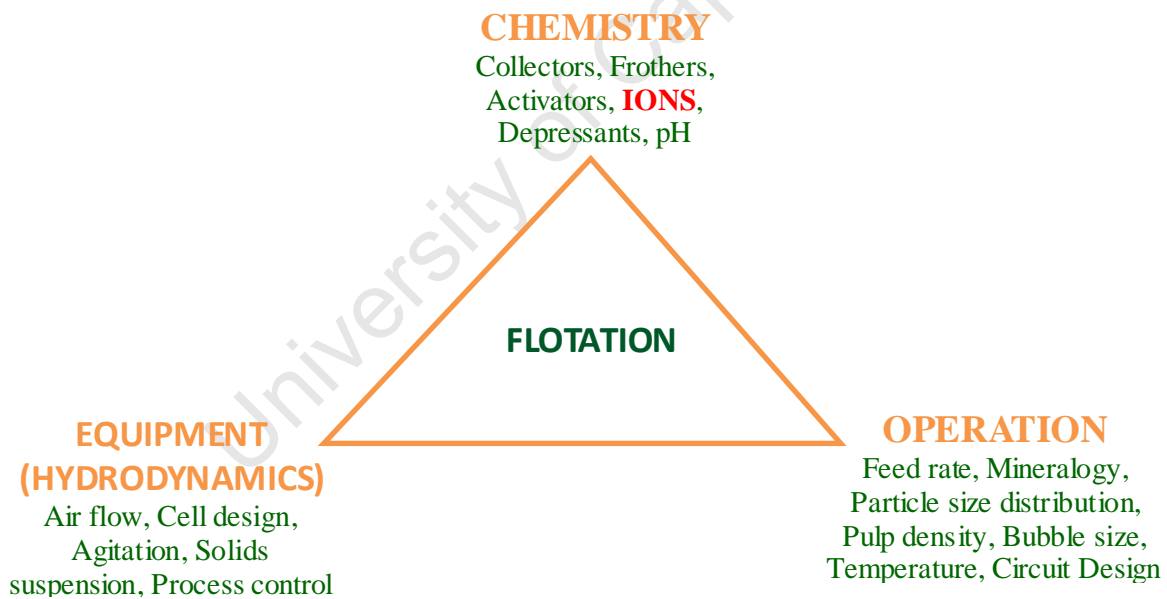 CHEMISTRY
Collectors, Frothers,
Activators, IONS,
Depressants, pH
University of Ca
FLOTATION
EQUIPMENT
(HYDRODYNAMICS)
Air flow, Cell design,
Agitation, Solids
suspension, Process control
OPERATION
Feed rate, Mineralogy,
Particle size distribution,
Pulp density, Bubble size,
Temperature, Circuit Design